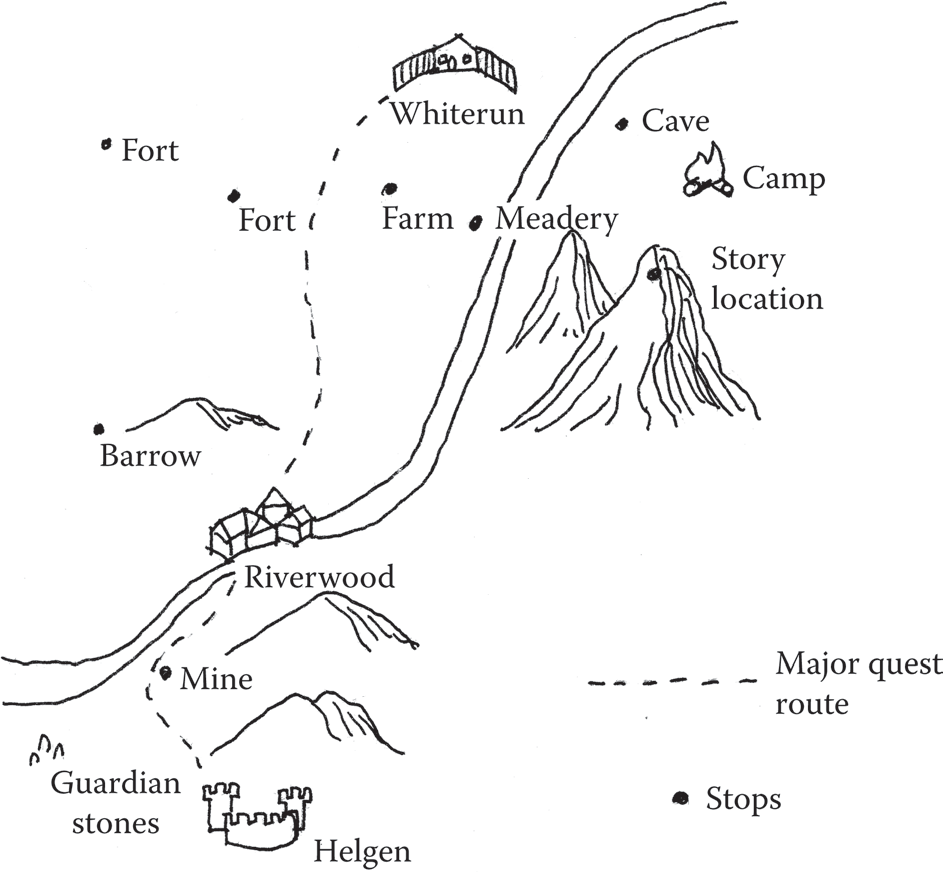 Whiterun
Cave
Fort
Camp
Fort
Farm
Meadery
Story
location
Barrow
Riverwood
Mine
Major quest
route
Guardian
stones
Stops
Helgen